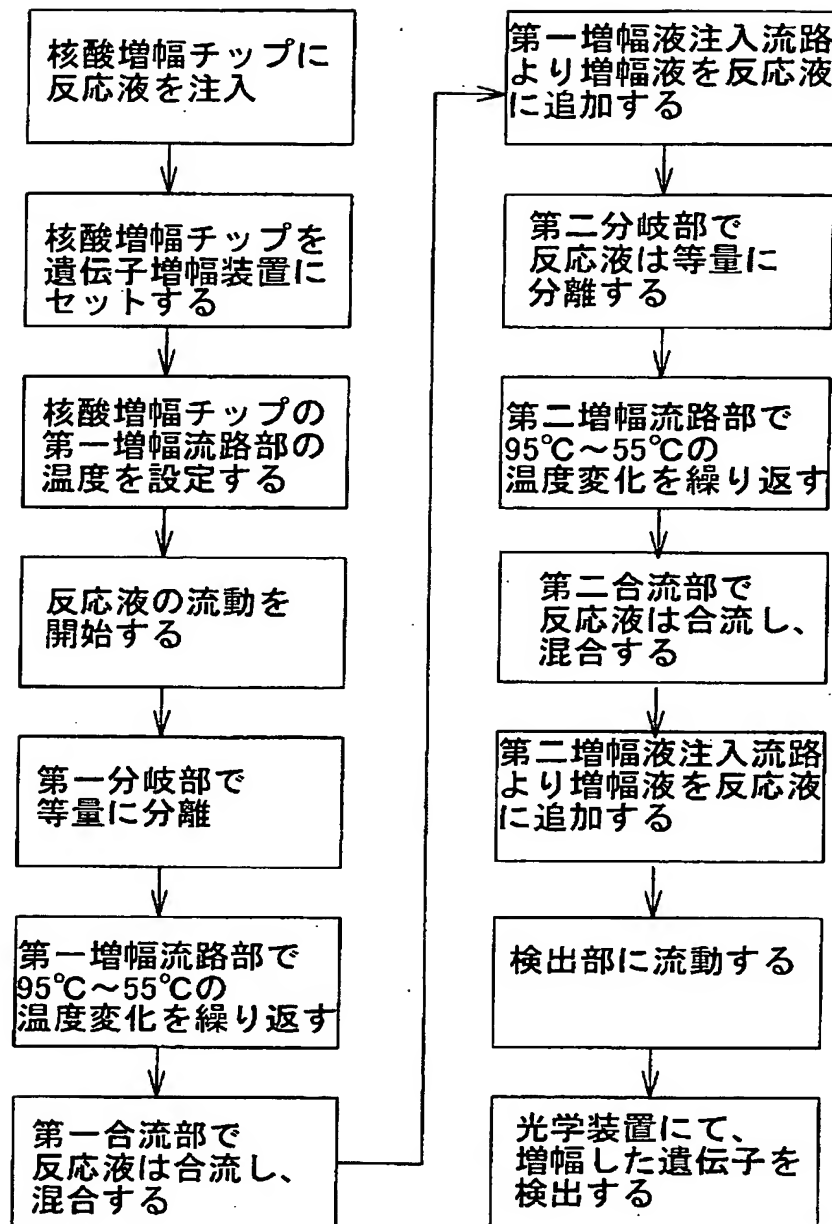 核酸増幅チップに
反応液を注入
核酸増幅チップを
遺伝子増幅装置に
セットする
核酸増幅チップの
第一増幅流路部の
温度を設定する
反応液の流動を
開始する
第一分岐部で
等量に分離
第一増幅流路部で
95℃～55℃の
温度変化を繰り返す
第一合流部で
反応液は合流し、
混合する
第一増幅液注入流路
より増幅液を反応液
に追加する
第二分岐部で
反応液は等量に
分離する
第二増幅流路部で
95℃～55℃の
温度変化を繰り返す
第二合流部で
反応液は合流し、
混合する
第二増幅液注入流路
より増幅液を反応液
に追加する
検出部に流動する
光学装置にて、
増幅した遺伝子を
検出する